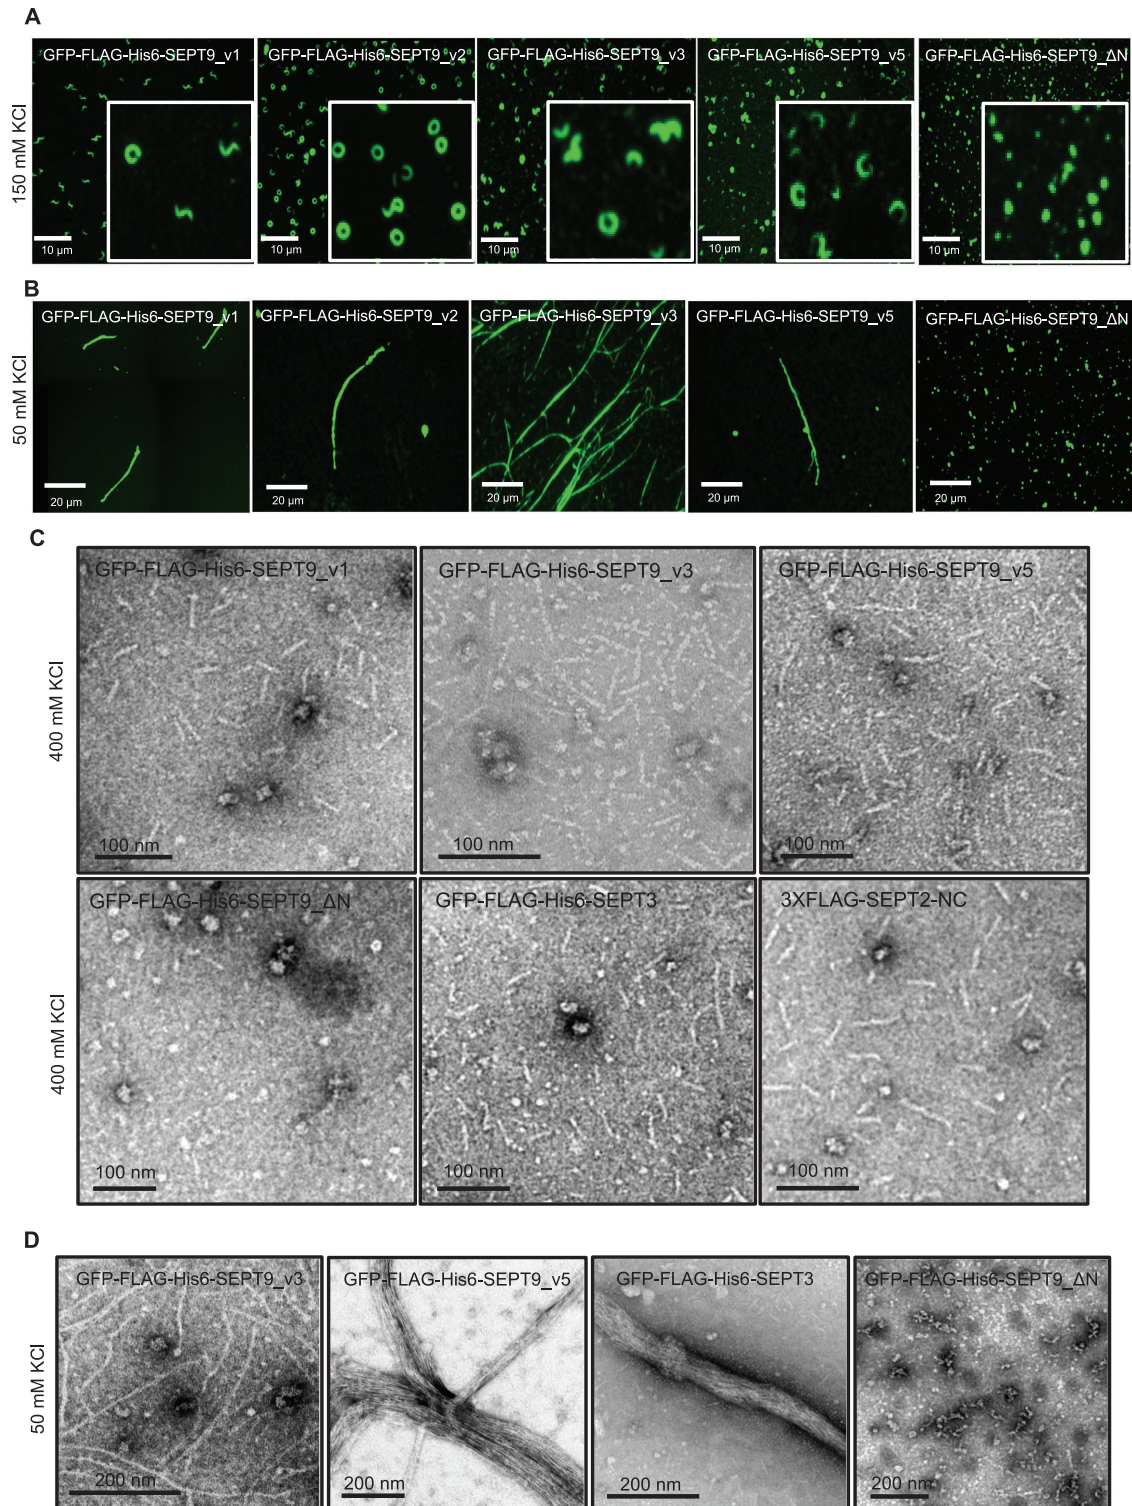 A
150 mM KCl
GFP-FLAG-His6-SEPT9_v1
GFP-FLAG-His6-SEPT9_v2
GFP-FLAG-His6-SEPT9_v3
GFP-FLAG-His6-SEPT9_v5
GFP-FLAG-His6-SEPT9_ΔN
10 µm
10 µm
10 µm
10 µm
10 µm
B
50 mM KCl
GFP-FLAG-His6-SEPT9_v1
GFP-FLAG-His6-SEPT9_v2
GFP-FLAG-His6-SEPT9_v3
GFP-FLAG-His6-SEPT9_v5
GFP-FLAG-His6-SEPT9_ΔN
20 µm
20 µm
20 µm
20 µm
20 µm
C
400 mM KCl
GFP-FLAG-His6-SEPT9_v1
GFP-FLAG-His6-SEPT9_v3
GFP-FLAG-His6-SEPT9_v5
100 nm
100 nm
100 nm
400 mM KCl
GFP-FLAG-His6-SEPT9_ΔN
GFP-FLAG-His6-SEPT3
3XFLAG-SEPT2-NC
100 nm
100 nm
100 nm
D
50 mM KCl
GFP-FLAG-His6-SEPT9_v3
GFP-FLAG-His6-SEPT9_v5
GFP-FLAG-His6-SEPT3
GFP-FLAG-His6-SEPT9_ΔN
200 nm
200 nm
200 nm
200 nm